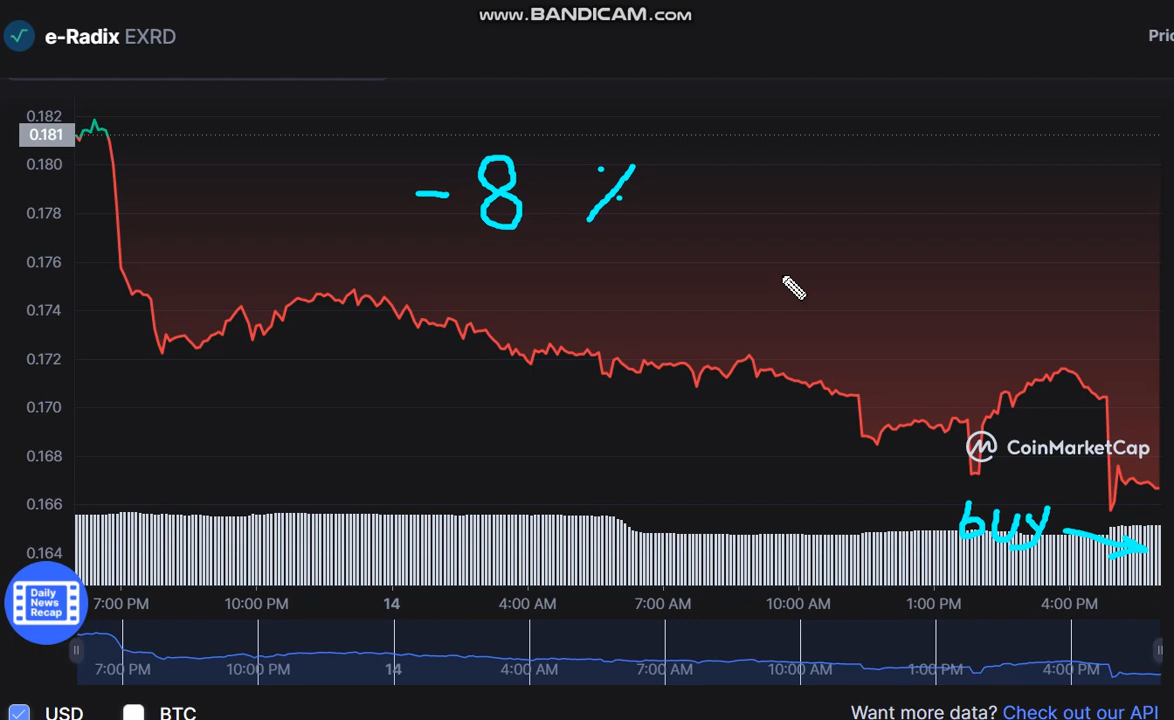 www.BANDICAM.com
e-Radix EXRD
Pric
0.182
0.181
0.180
0.178
0.176
0.174
0.172
0.170
0.168
0.166
0.164
- 8 %
CoinMarketCap
buy
Daily
News
Recap
7:00 PM 10:00 PM 14 4:00 AM 7:00 AM 10:00 AM 1:00 PM 4:00 PM
7:00 PM 10:00 PM 14 4:00 AM 7:00 AM 10:00 AM 1:00 PM 4:00 PM
USD BTC
Want more data? Check out our API